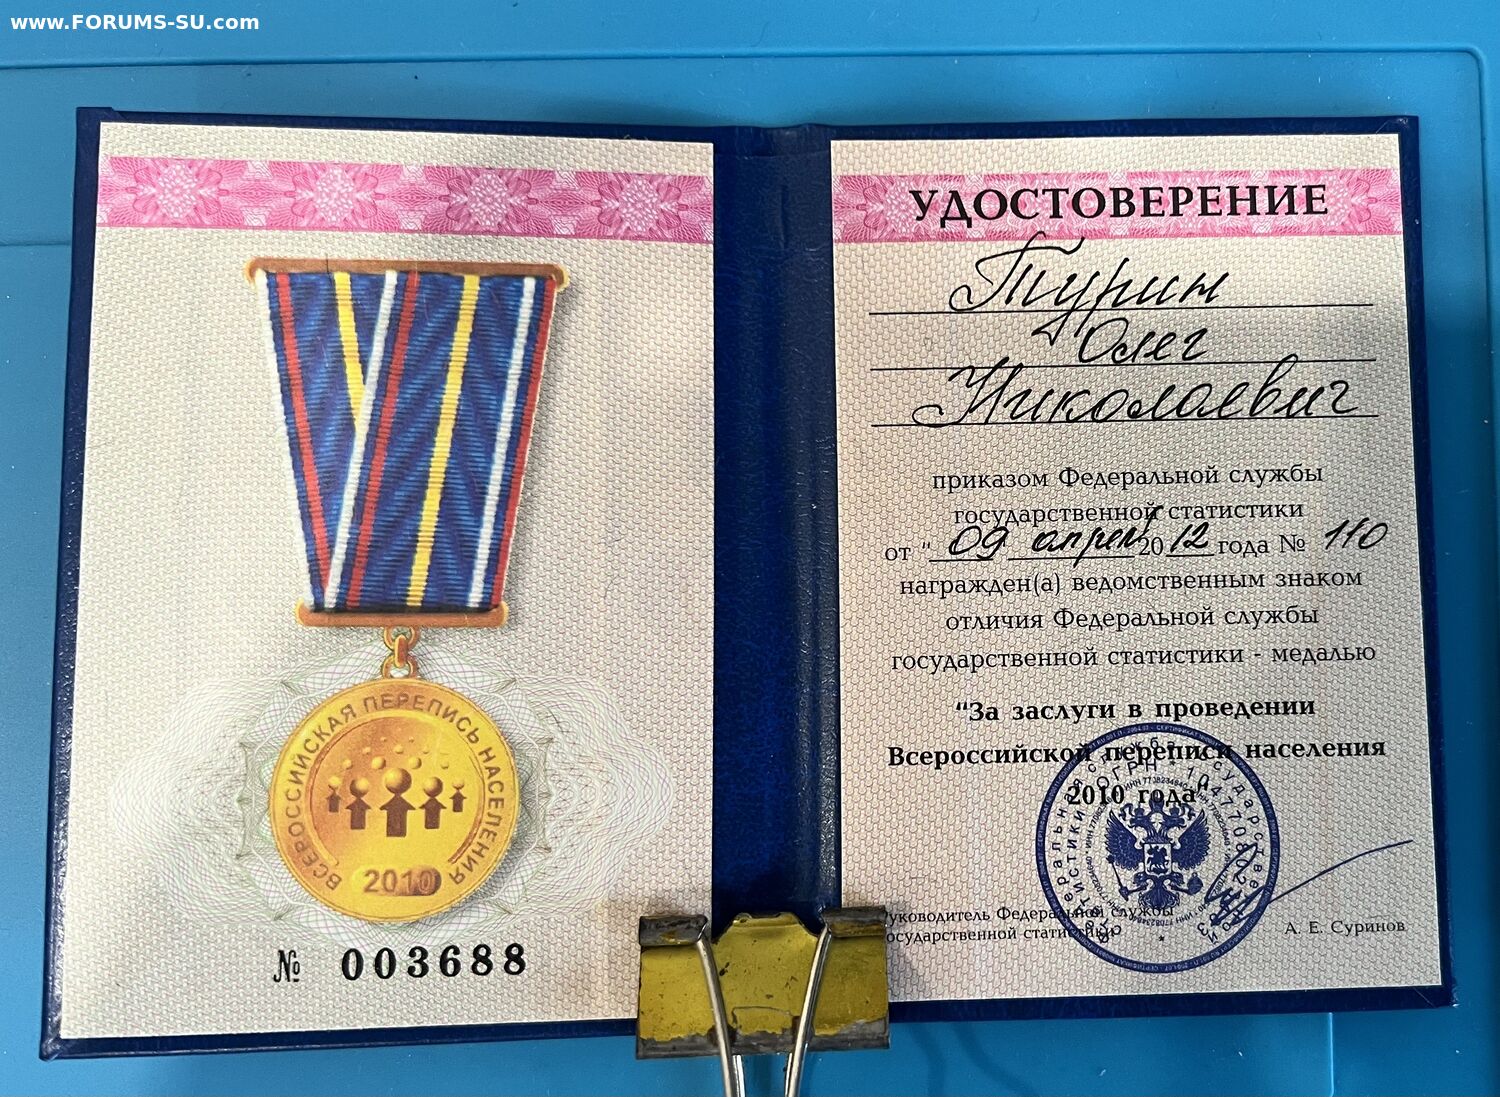 www.FORUMS-SU.com
ВСЕРОССИЙСКАЯ ПЕРЕПИСЬ НАСЕЛЕНИЯ
2010
№ 003688
УДОСТОВЕРЕНИЕ
Турин
Олег
Николаевич
приказом Федеральной службы
государственной статистики
от " 09 апреля 2012 года № 110
награжден(а) ведомственным знаком
отличия Федеральной службы
государственной статистики - медалью
“За заслуги в проведении
Всероссийской переписи населения
2010 года”
Руководитель Федеральной службы
государственной статистики
А. Е. Суринов